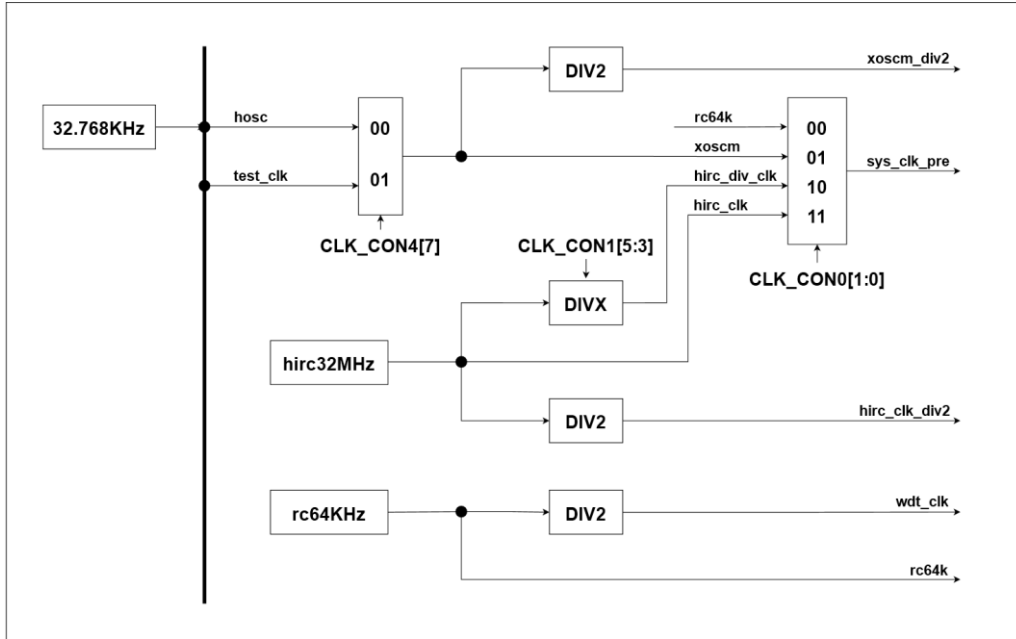 DIV2
xoscm_div2
32.768KHz
hosc
00
rc64k
00
xoscm
01
sys_clk_pre
test_clk
01
hirc_div_clk
10
hirc_clk
11
CLK_CON4[7]
CLK_CON1[5:3]
CLK_CON0[1:0]
DIVX
hirc32MHz
DIV2
hirc_clk_div2
rc64KHz
DIV2
wdt_clk
rc64k